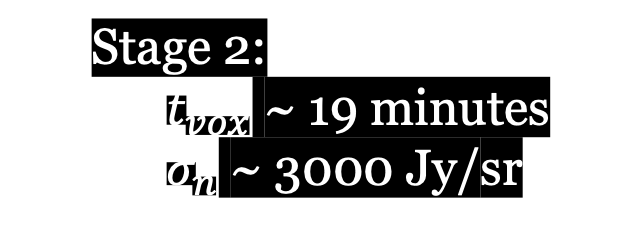 Stage 2:
t_vox ~ 19 minutes
σ_n ~ 3000 Jy/sr